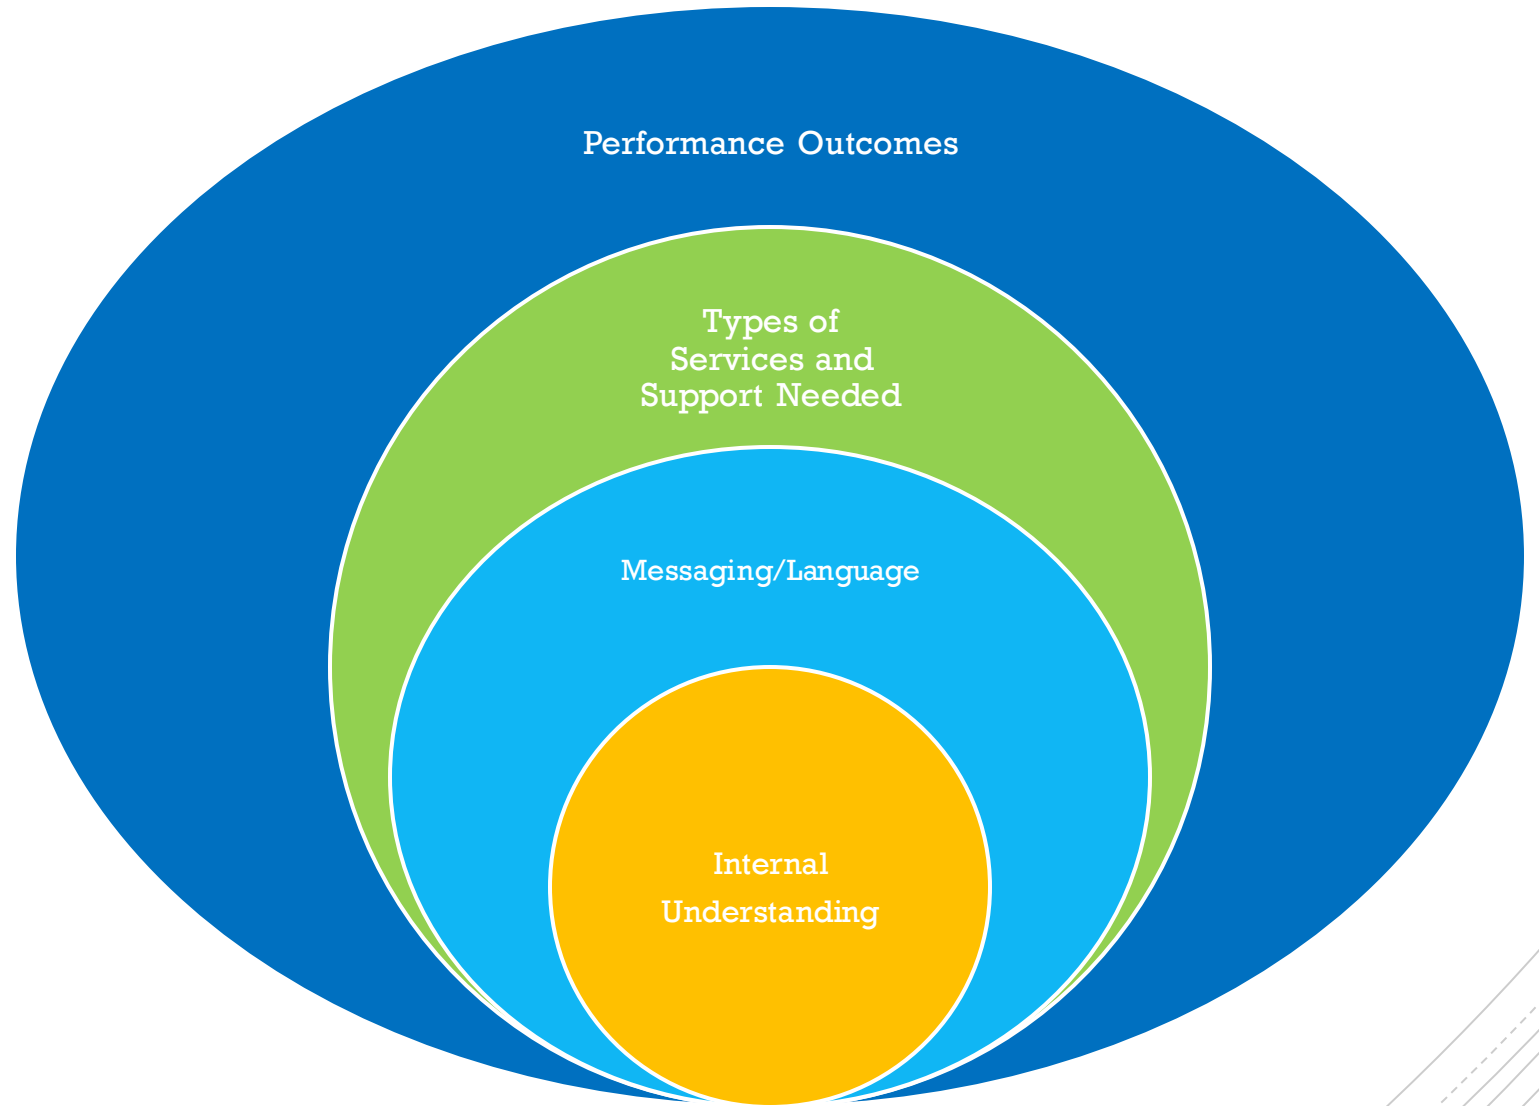 Performance Outcomes
Types of
Services and
Support Needed
Messaging/Language
Internal
Understanding